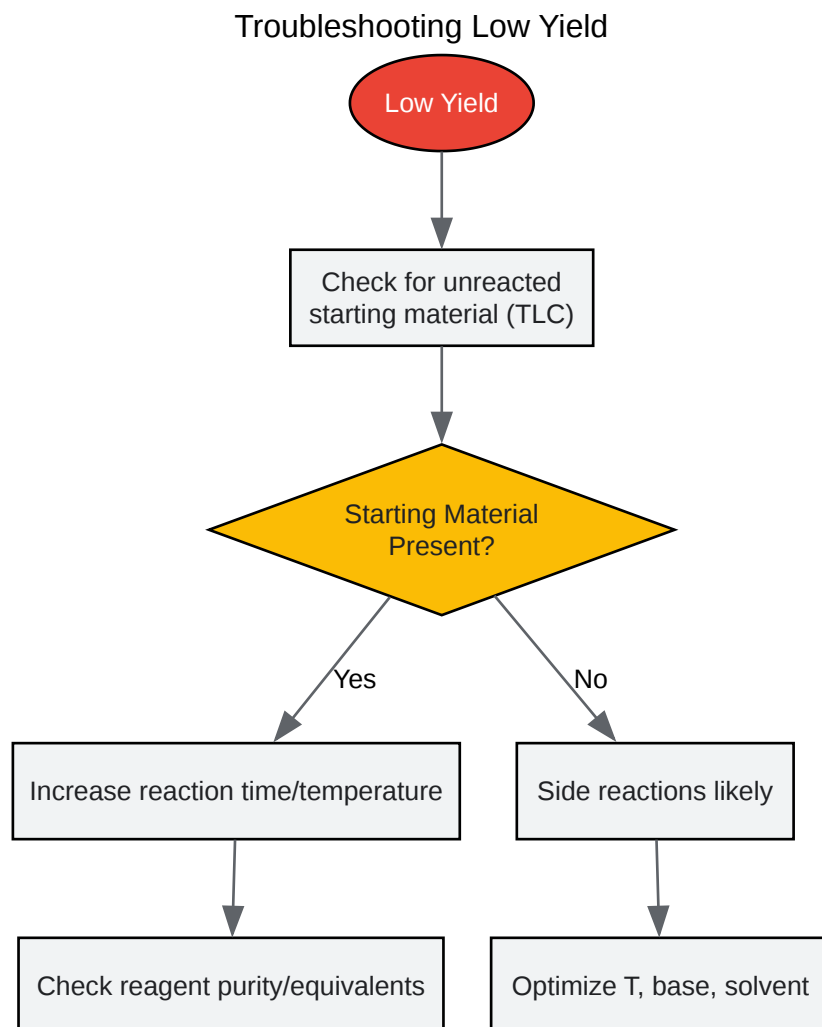 Troubleshooting Low Yield
Low Yield
Check for unreacted
starting material (TLC)
Starting Material
Present?
Yes
No
Increase reaction time/temperature
Side reactions likely
Check reagent purity/equivalents
Optimize T, base, solvent